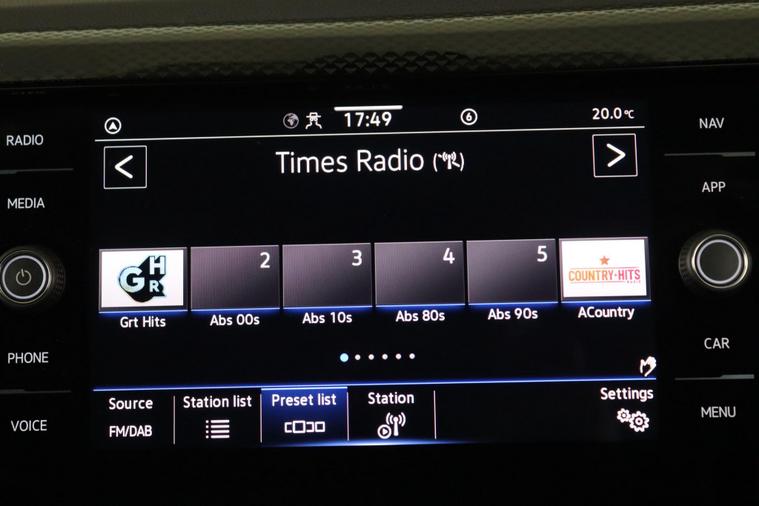 17:49
6
20.0°C
RADIO
MEDIA
PHONE
VOICE
Times Radio
NAV
APP
CAR
MENU
GHR
2
3
4
5
COUNTRY HITS
RADIO
Grt Hits
Abs 00s
Abs 10s
Abs 80s
Abs 90s
ACountry
Source
Station list
Preset list
Station
Settings
FM/DAB